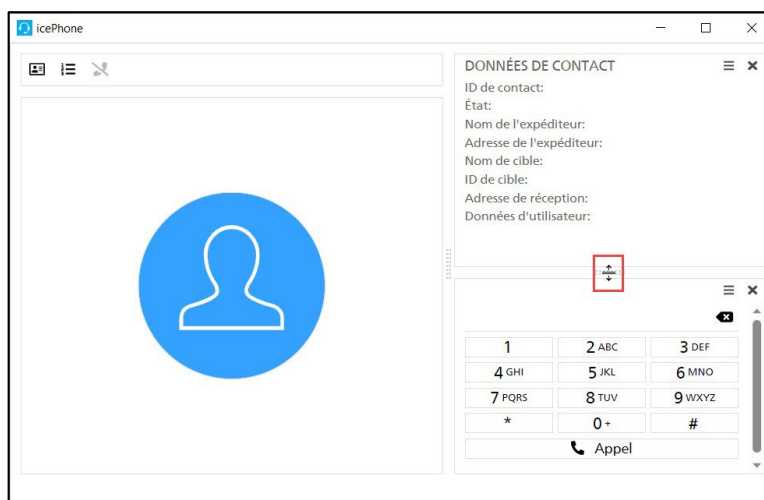 icePhone
DONNÉES DE CONTACT
ID de contact:
État:
Nom de l'expéditeur:
Adresse de l'expéditeur:
Nom de cible:
ID de cible:
Adresse de réception:
Données d'utilisateur:
1 2 ABC 3 DEF
4 GHI 5 JKL 6 MNO
7 PQRS 8 TUV 9 WXYZ
* 0 + #
Appel